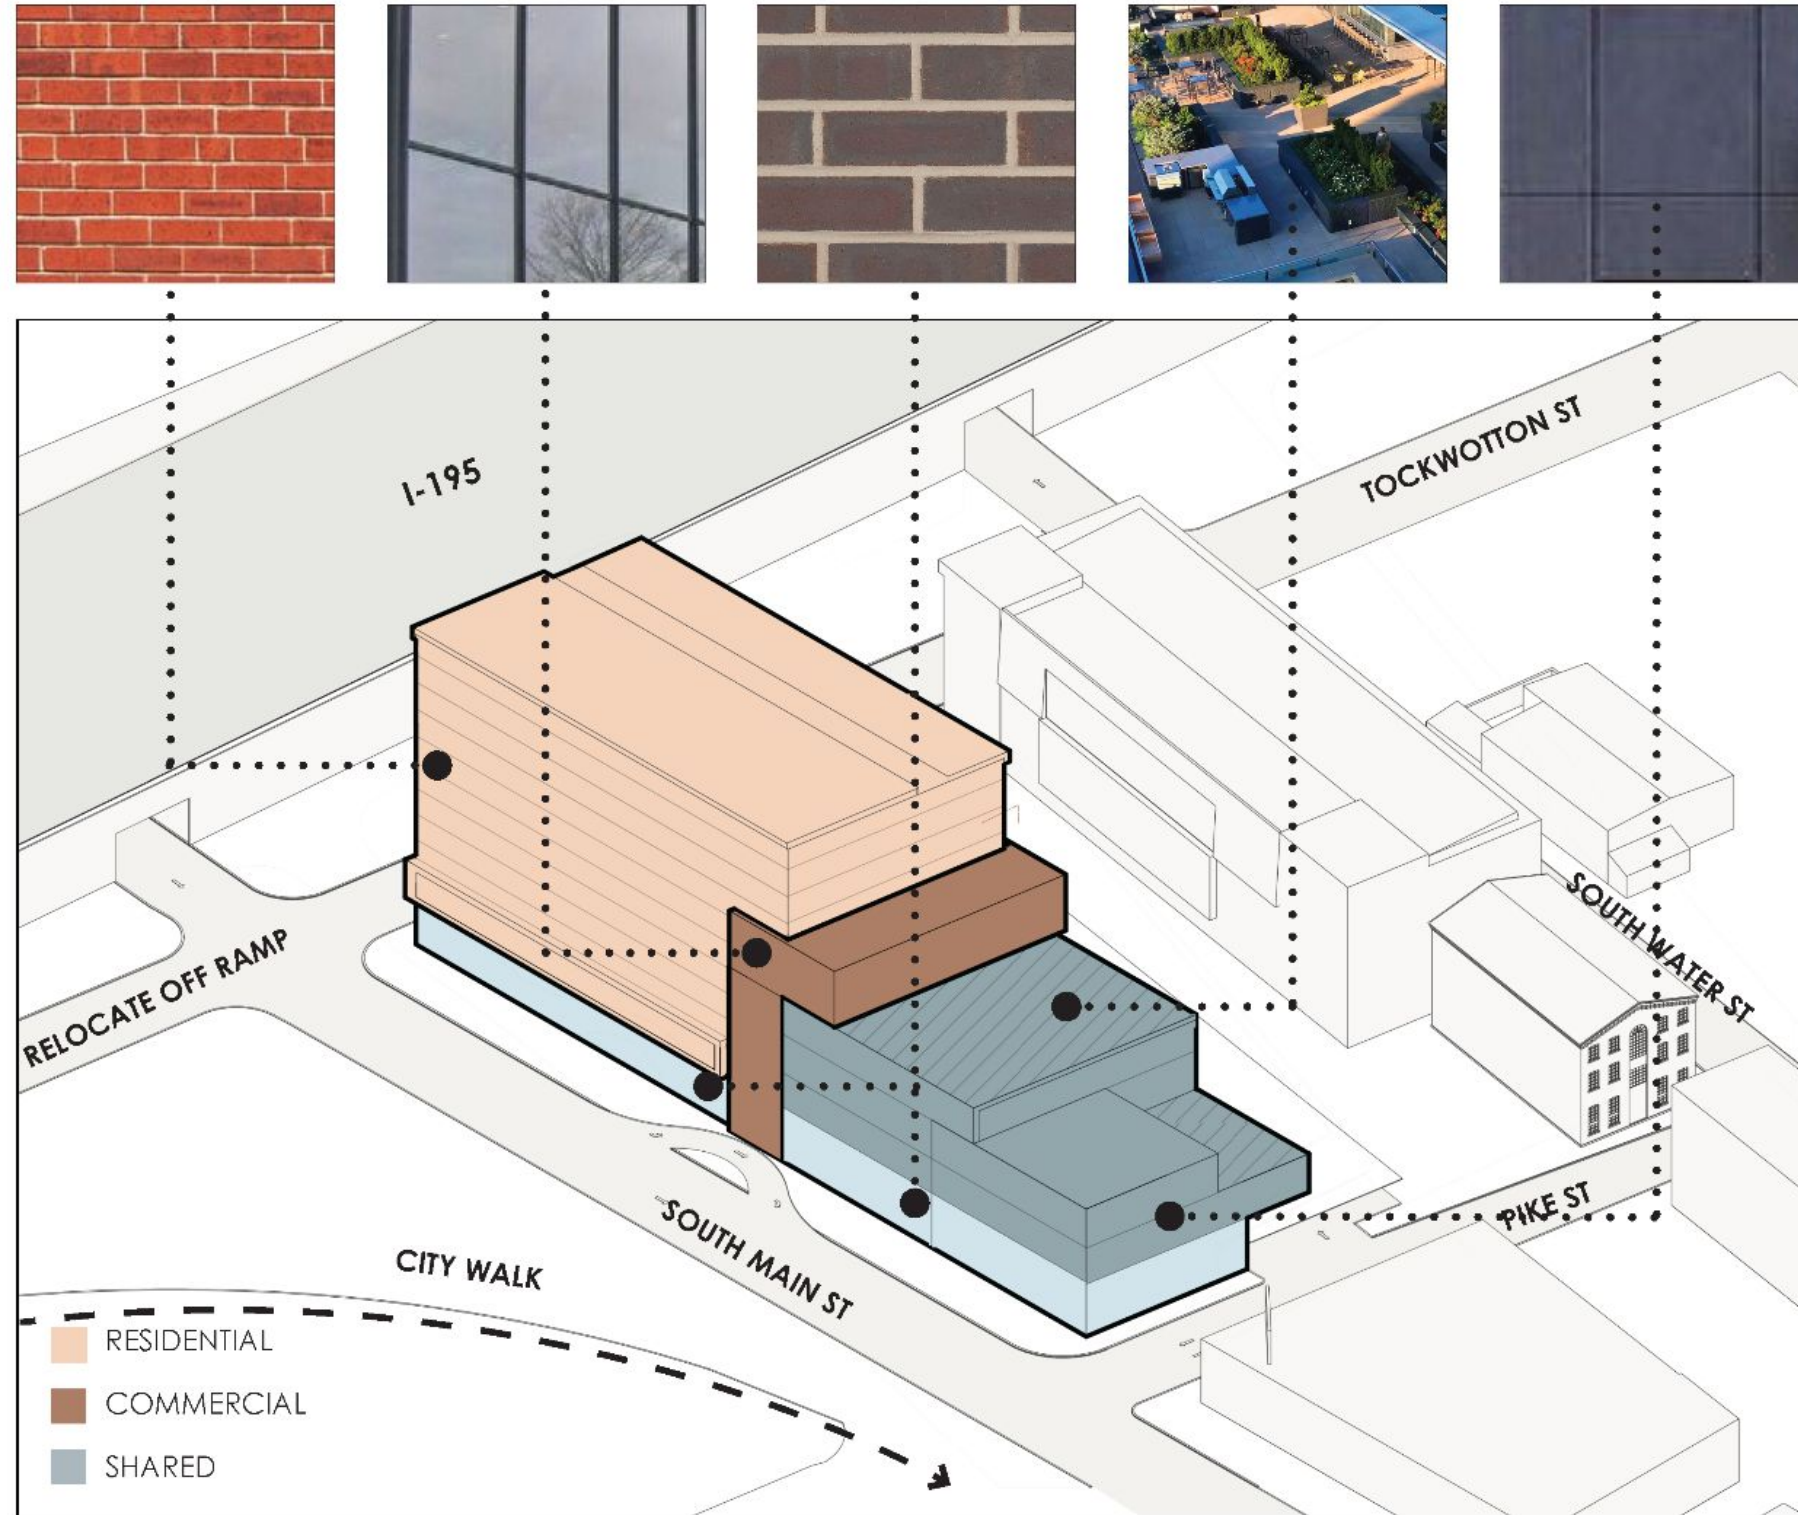 I-195
TOCKWOTTON ST
SOUTH WATER ST
RELOCATE OFF RAMP
PIKE ST
SOUTH MAIN ST
CITY WALK
RESIDENTIAL
COMMERCIAL
SHARED